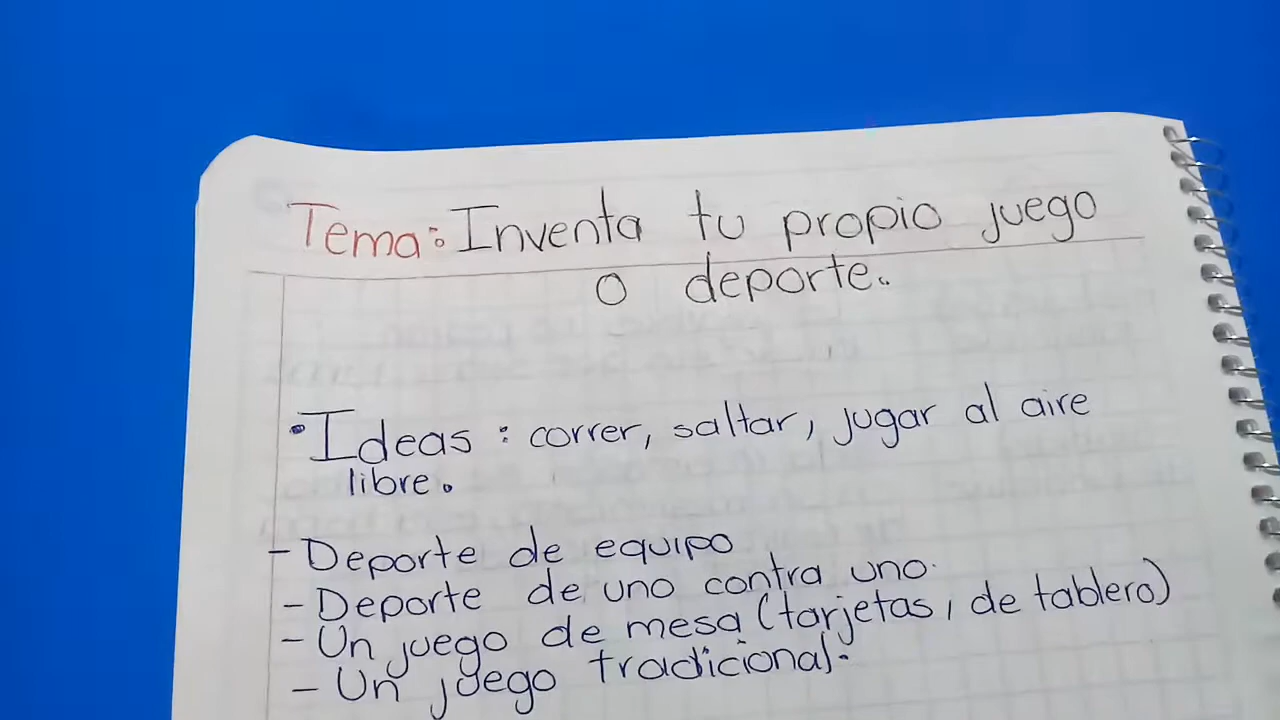 Tema: Inventa tu propio juego
o deporte.
• Ideas: correr, saltar, jugar al aire
libre.
- Deporte de equipo
- Deporte de uno contra uno.
- Un juego de mesa (tarjetas, de tablero)
- Un juego tradicional.